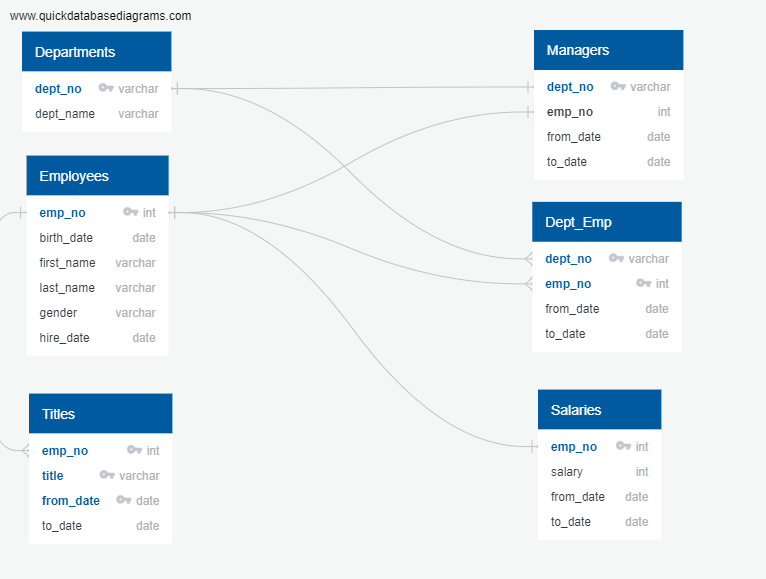 www.quickdatabasediagrams.com
Departments
dept_no varchar
dept_name varchar
Employees
emp_no int
birth_date date
first_name varchar
last_name varchar
gender varchar
hire_date date
Titles
emp_no int
title varchar
from_date date
to_date date
Managers
dept_no varchar
emp_no int
from_date date
to_date date
Dept_Emp
dept_no varchar
emp_no int
from_date date
to_date date
Salaries
emp_no int
salary int
from_date date
to_date date